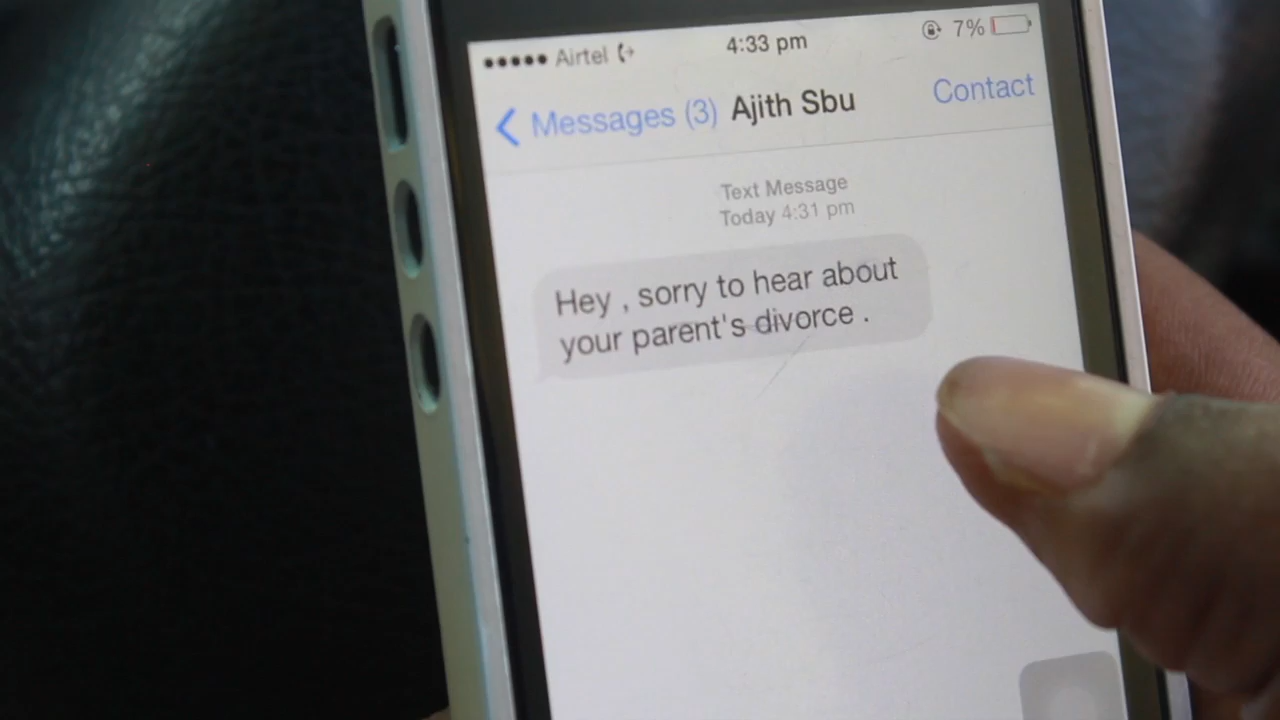 Airtel 4:33 pm 7%
Messages (3) Ajith Sbu Contact
Text Message
Today 4:31 pm
Hey , sorry to hear about
your parent's divorce .